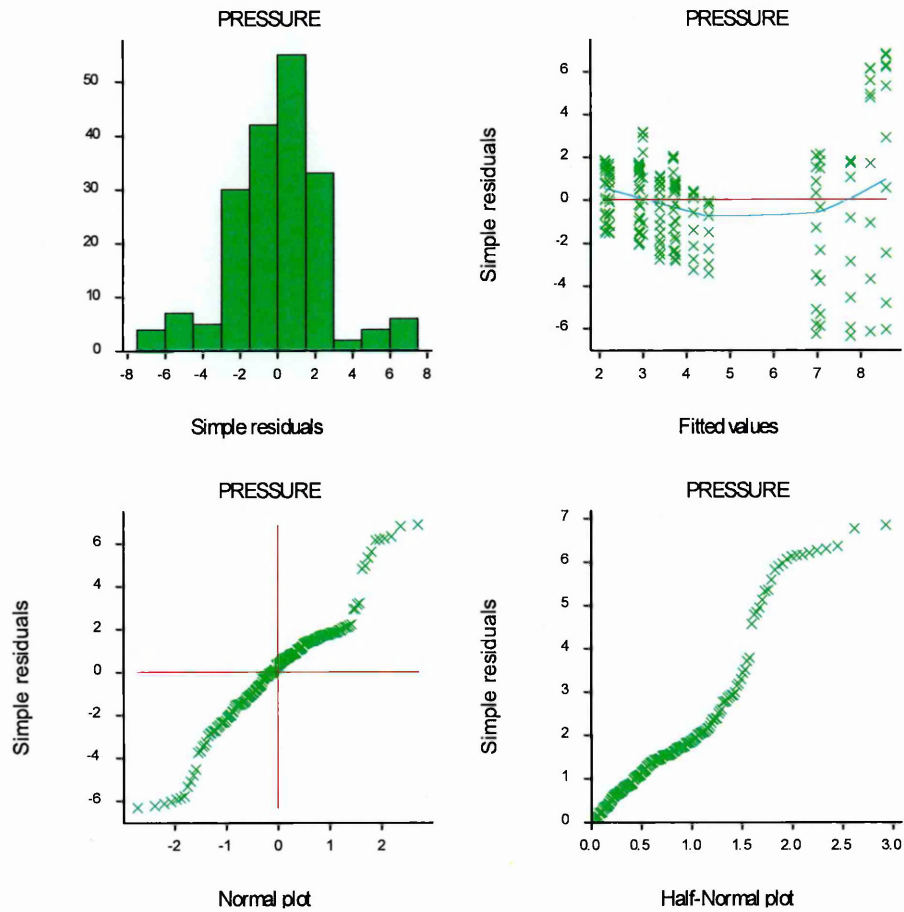 PRESSURE
50
40
30
20
10
0
-8 -6 -4 -2 0 2 4 6 8
Simple residuals
PRESSURE
Simple residuals
6
4
2
0
-2
-4
-6
2 3 4 5 6 7 8
Fitted values
PRESSURE
Simple residuals
6
4
2
0
-2
-4
-6
-2 -1 0 1 2
Normal plot
PRESSURE
Simple residuals
7
6
5
4
3
2
1
0
0.0 0.5 1.0 1.5 2.0 2.5 3.0
Half-Normal plot